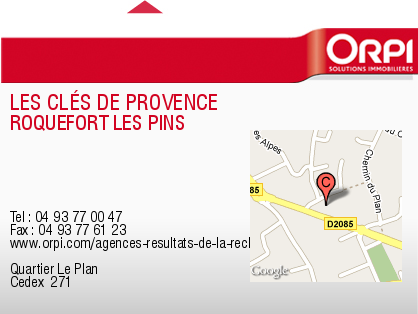 ORPI
SOLUTIONS IMMOBILIÈRES
LES CLÉS DE PROVENCE
ROQUEFORT LES PINS
es Alpes
Chemin du Plan
C
85
D2085
Google
Tel : 04 93 77 00 47
Fax : 04 93 77 61 23
www.orpi.com/agences-resultats-de-la-recl
Quartier Le Plan
Cedex 271